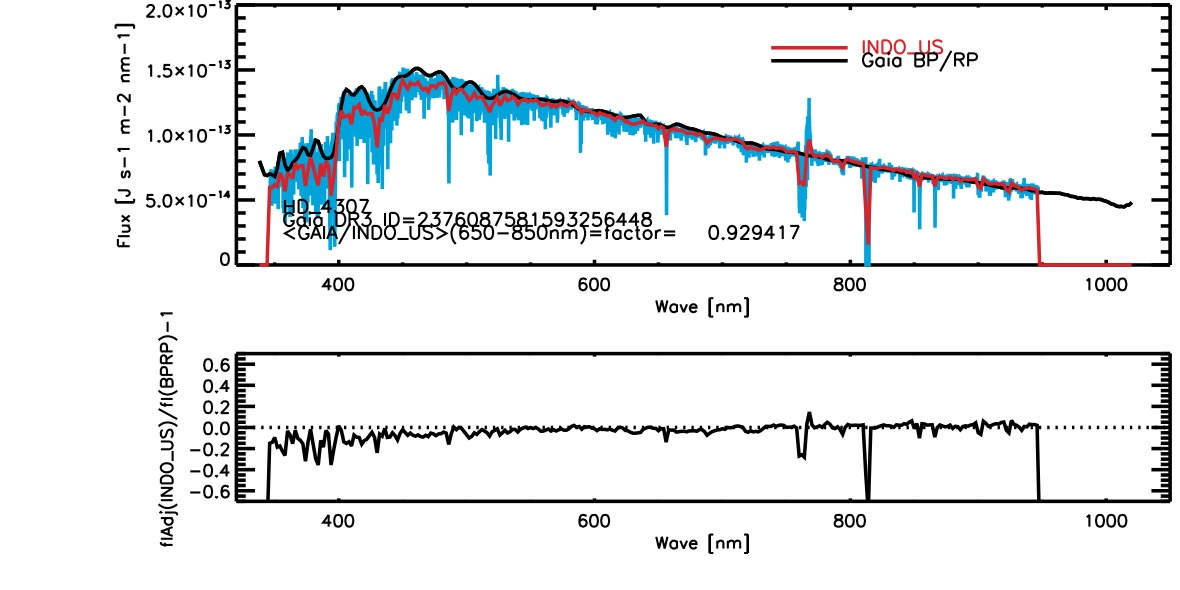 2.0×10−13
1.5×10−13
1.0×10−13
5.0×10−14
0
Flux [J s−1 m−2 nm−1]
INDO_US
Gaia BP/RP
HD_4307
Gaia DR3 ID=2376087581593256448
<GAIA/INDO_US>(650−850nm)=factor= 0.929417
400 600 800 1000
Wave [nm]
flAdj(INDO_US)/fl(BPRP)−1
0.6
0.4
0.2
0.0
−0.2
−0.4
−0.6
400 600 800 1000
Wave [nm]